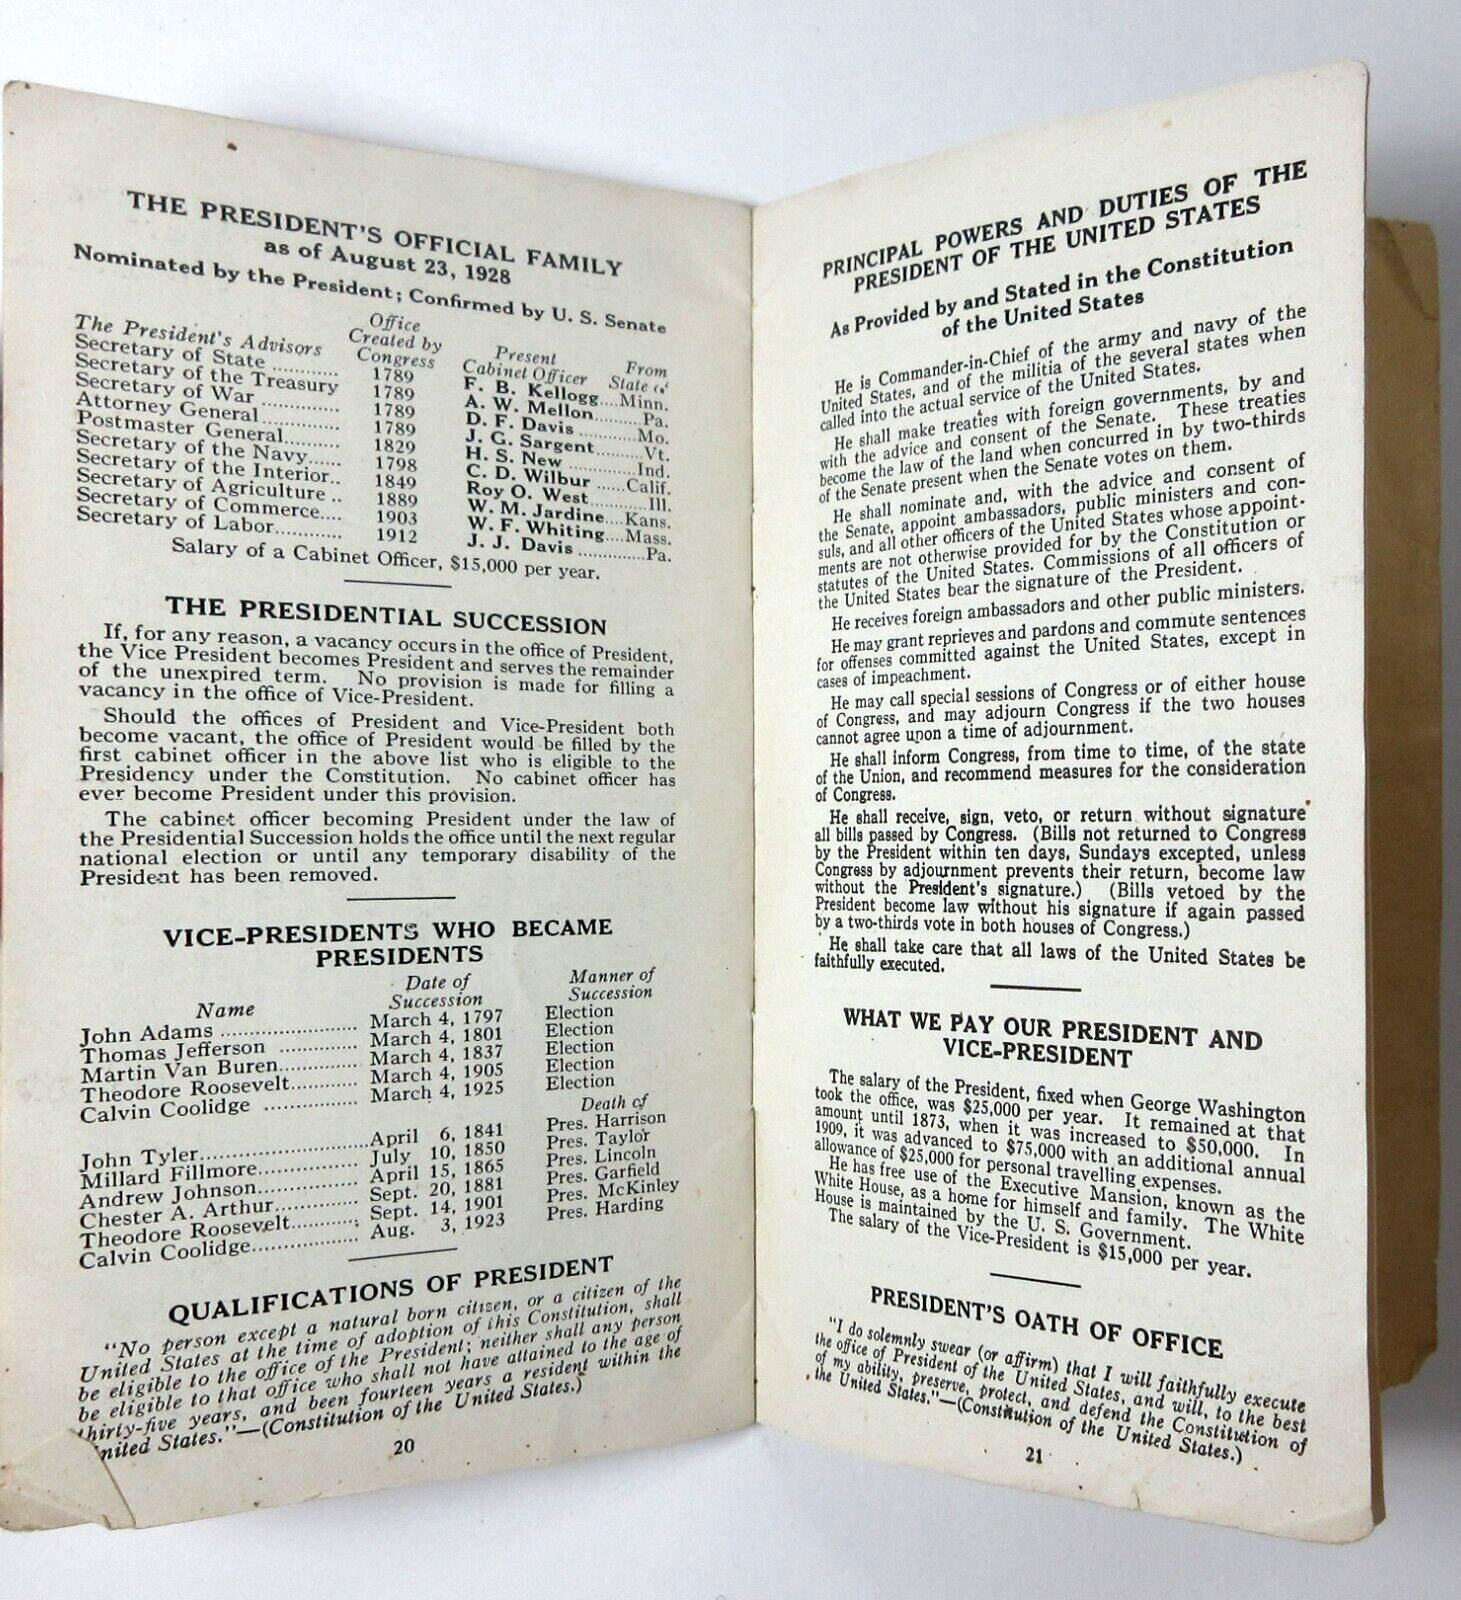 THE PRESIDENT'S OFFICIAL FAMILY
as of August 23, 1928
Nominated by the President; Confirmed by U. S. Senate
The President's Advisors Office Created by Congress Present Cabinet Officer From State of
Secretary of State ............ 1789 F. B. Kellogg....Minn.
Secretary of the Treasury 1789 A. W. Mellon.........Pa.
Secretary of War .............. 1789 D. F. Davis ...........Mo.
Attorney General.............. 1789 J. G. Sargent.........Vt.
Postmaster General.......... 1829 H. S. New .............Ind.
Secretary of the Navy...... 1798 C. D. Wilbur ......Calif.
Secretary of the Interior.. 1849 Roy O. West...........Ill.
Secretary of Agriculture .. 1889 W. M. Jardine....Kans.
Secretary of Commerce.... 1903 W. F. Whiting....Mass.
Secretary of Labor............ 1912 J. J. Davis .............Pa.
Salary of a Cabinet Officer, $15,000 per year.
THE PRESIDENTIAL SUCCESSION
If, for any reason, a vacancy occurs in the office of President,
the Vice President becomes President and serves the remainder
of the unexpired term. No provision is made for filling a
vacancy in the office of Vice-President.
Should the offices of President and Vice-President both
become vacant, the office of President would be filled by the
first cabinet officer in the above list who is eligible to the
Presidency under the Constitution. No cabinet officer has
ever become President under this provision.
The cabinet officer becoming President under the law of
the Presidential Succession holds the office until the next regular
national election or until any temporary disability of the
President has been removed.
VICE-PRESIDENTS WHO BECAME
PRESIDENTS
Name Date of Succession Manner of Succession
John Adams ........................ March 4, 1797 Election
Thomas Jefferson ............. March 4, 1801 Election
Martin Van Buren............. March 4, 1837 Election
Theodore Roosevelt........... March 4, 1905 Election
Calvin Coolidge ................ March 4, 1925 Election
Death of
John Tyler.........................April 6, 1841 Pres. Harrison
Millard Fillmore............... July 10, 1850 Pres. Taylor
Andrew Johnson............... April 15, 1865 Pres. Lincoln
Chester A. Arthur............. Sept. 20, 1881 Pres. Garfield
Theodore Roosevelt........... Sept. 14, 1901 Pres. McKinley
Calvin Coolidge................. Aug. 3, 1923 Pres. Harding
QUALIFICATIONS OF PRESIDENT
"No person except a natural born citizen, or a citizen of the
United States at the time of adoption of this Constitution, shall
be eligible to the office of the President; neither shall any person
be eligible to that office who shall not have attained to the age of
thirty-five years, and been fourteen years a resident within the
United States."—(Constitution of the United States.)
20
PRINCIPAL POWERS AND DUTIES OF THE
PRESIDENT OF THE UNITED STATES
As Provided by and Stated in the Constitution
of the United States
He is Commander-in-Chief of the army and navy of the
United States, and of the militia of the several states when
called into the actual service of the United States.
He shall make treaties with foreign governments, by and
with the advice and consent of the Senate. These treaties
become the law of the land when concurred in by two-thirds
of the Senate present when the Senate votes on them.
He shall nominate and, with the advice and consent of
the Senate, appoint ambassadors, public ministers and con-
suls, and all other officers of the United States whose appoint-
ments are not otherwise provided for by the Constitution or
statutes of the United States. Commissions of all officers of
the United States bear the signature of the President.
He receives foreign ambassadors and other public ministers.
He may grant reprieves and pardons and commute sentences
for offenses committed against the United States, except in
cases of impeachment.
He may call special sessions of Congress or of either house
of Congress, and may adjourn Congress if the two houses
cannot agree upon a time of adjournment.
He shall inform Congress, from time to time, of the state
of the Union, and recommend measures for the consideration
of Congress.
He shall receive, sign, veto, or return without signature
all bills passed by Congress. (Bills not returned to Congress
by the President within ten days, Sundays excepted, unless
Congress by adjournment prevents their return, become law
without the President's signature.) (Bills vetoed by the
President become law without his signature if again passed
by a two-thirds vote in both houses of Congress.)
He shall take care that all laws of the United States be
faithfully executed.
WHAT WE PAY OUR PRESIDENT AND
VICE-PRESIDENT
The salary of the President, fixed when George Washington
took the office, was $25,000 per year. It remained at that
amount until 1873, when it was increased to $50,000. In
1909, it was advanced to $75,000 with an additional annual
allowance of $25,000 for personal travelling expenses.
He has free use of the Executive Mansion, known as the
White House, as a home for himself and family. The White
House is maintained by the U. S. Government.
The salary of the Vice-President is $15,000 per year.
PRESIDENT'S OATH OF OFFICE
"I do solemnly swear (or affirm) that I will faithfully execute
the office of President of the United States, and will, to the best
of my ability, preserve, protect, and defend the Constitution of
the United States."—(Constitution of the United States.)
21